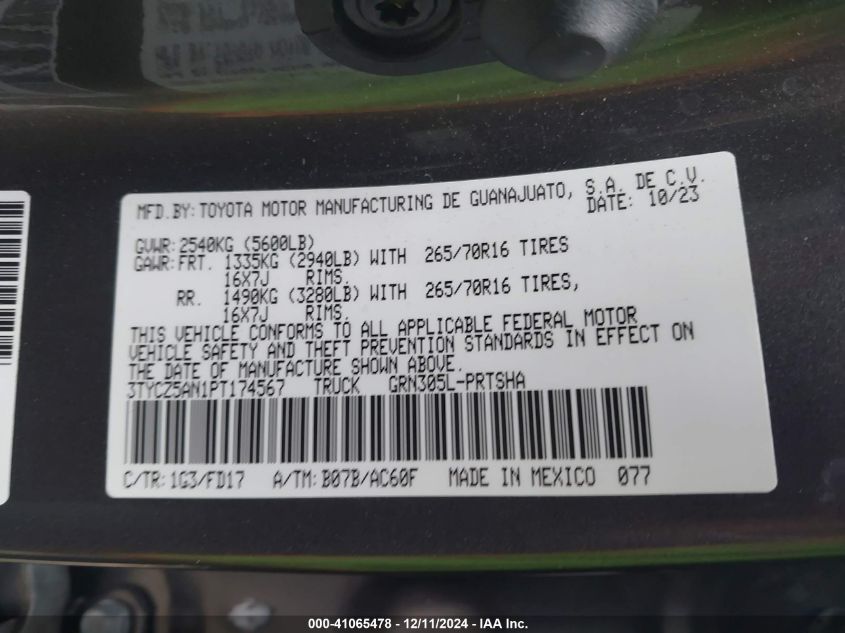 MFD.BY:TOYOTA MOTOR MANUFACTURING DE GUANAJUATO, S.A. DE C.V.
DATE: 10/23
GVWR:2540KG (5600LB)
GAWR:FRT. 1335KG (2940LB) WITH 265/70R16 TIRES
16X7J RIMS.
RR. 1490KG (3280LB) WITH 265/70R16 TIRES,
16X7J RIMS.
THIS VEHICLE CONFORMS TO ALL APPLICABLE FEDERAL MOTOR
VEHICLE SAFETY AND THEFT PREVENTION STANDARDS IN EFFECT ON
THE DATE OF MANUFACTURE SHOWN ABOVE.
3TYCZ5AN1PT174567 TRUCK GRN305L-PRTSHA
C/TR:1G3/FD17 A/TM:B07B/AC60F MADE IN MEXICO 077
000-41065478 - 12/11/2024 - IAA Inc.